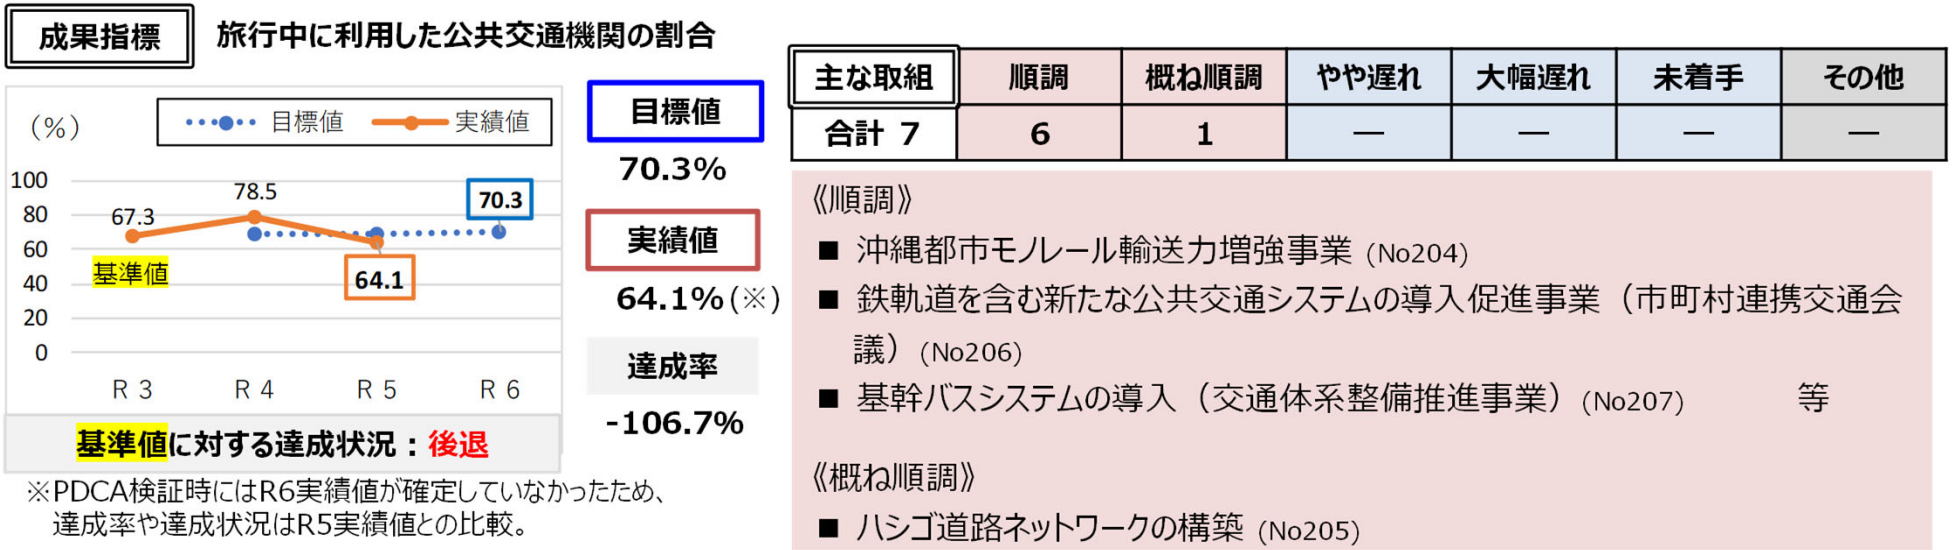 成果指標
旅行中に利用した公共交通機関の割合
(%)
目標値 実績値
100
80
60
40
20
0
67.3
78.5
70.3
64.1
基準値
R 3 R 4 R 5 R 6
基準値に対する達成状況:後退
※PDCA検証時にはR6実績値が確定していなかったため、
達成率や達成状況はR5実績値との比較。
目標値
70.3%
実績値
64.1%(※)
達成率
-106.7%
主な取組 順調 概ね順調 やや遅れ 大幅遅れ 未着手 その他
合計 7 6 1 ― ― ― ―
《順調》
■ 沖縄都市モノレール輸送力増強事業 (No204)
■ 鉄軌道を含む新たな公共交通システムの導入促進事業(市町村連携交通会
議)(No206)
■ 基幹バスシステムの導入(交通体系整備推進事業)(No207) 等
《概ね順調》
■ ハシゴ道路ネットワークの構築 (No205)